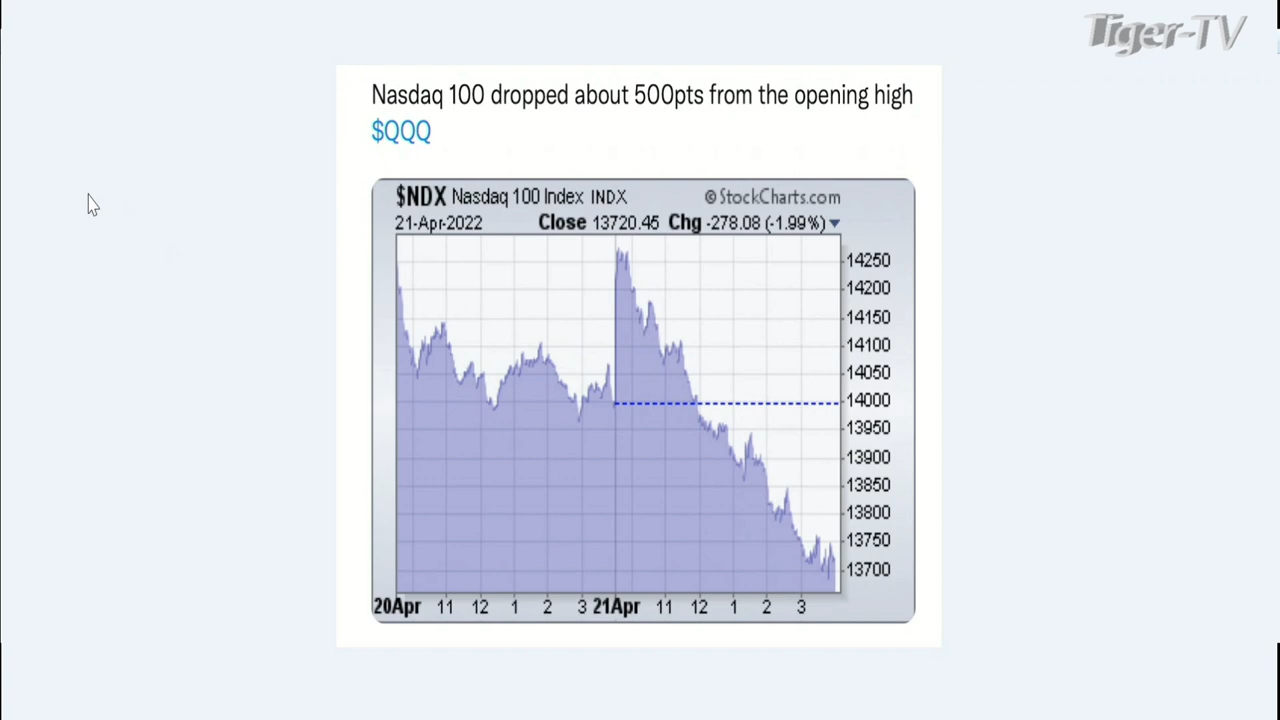 Tiger-TV
Nasdaq 100 dropped about 500pts from the opening high
$QQQ
$NDX Nasdaq 100 Index INDX © StockCharts.com
21-Apr-2022 Close 13720.45 Chg -278.08 (-1.99%)
14250
14200
14150
14100
14050
14000
13950
13900
13850
13800
13750
13700
20Apr 11 12 1 2 3 21Apr 11 12 1 2 3